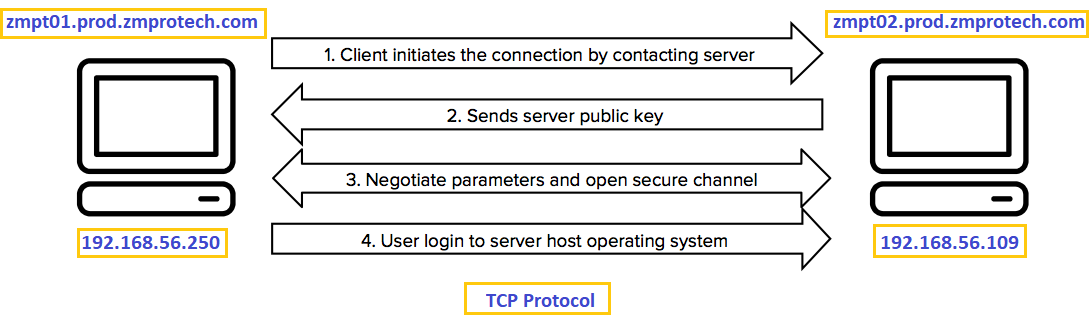 zmpt01.prod.zmprotech.com
zmpt02.prod.zmprotech.com
1. Client initiates the connection by contacting server
2. Sends server public key
3. Negotiate parameters and open secure channel
4. User login to server host operating system
192.168.56.250
192.168.56.109
TCP Protocol